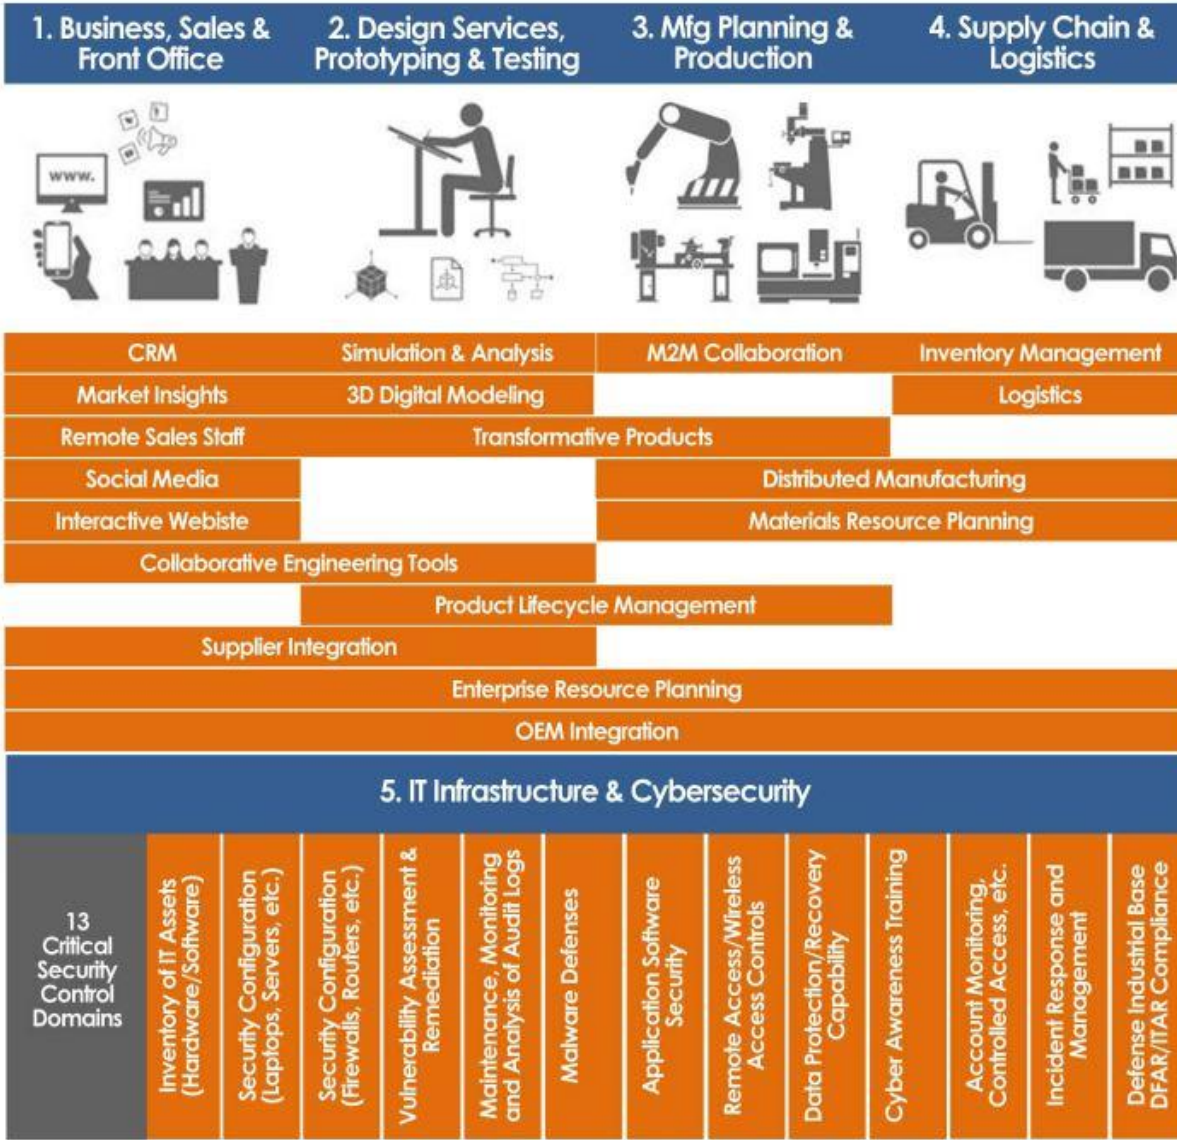 1. Business, Sales &
Front Office
2. Design Services,
Prototyping & Testing
3. Mfg Planning &
Production
4. Supply Chain &
Logistics
www.
CRM
Simulation & Analysis
M2M Collaboration
Inventory Management
Market Insights
3D Digital Modeling
Logistics
Remote Sales Staff
Transformative Products
Social Media
Distributed Manufacturing
Interactive Webiste
Materials Resource Planning
Collaborative Engineering Tools
Product Lifecycle Management
Supplier Integration
Enterprise Resource Planning
OEM Integration
5. IT Infrastructure & Cybersecurity
13
Critical
Security
Control
Domains
Inventory of IT Assets
(Hardware/Software)
Security Configuration
(Laptops, Servers, etc.)
Security Configuration
(Firewalls, Routers, etc.)
Vulnerability Assessment &
Remediation
Maintenance, Monitoring
and Analysis of Audit Logs
Malware Defenses
Application Software
Security
Remote Access/Wireless
Access Controls
Data Protection/Recovery
Capability
Cyber Awareness Training
Account Monitoring,
Controlled Access, etc.
Incident Response and
Management
Defense Industrial Base
DFAR/ITAR Compliance